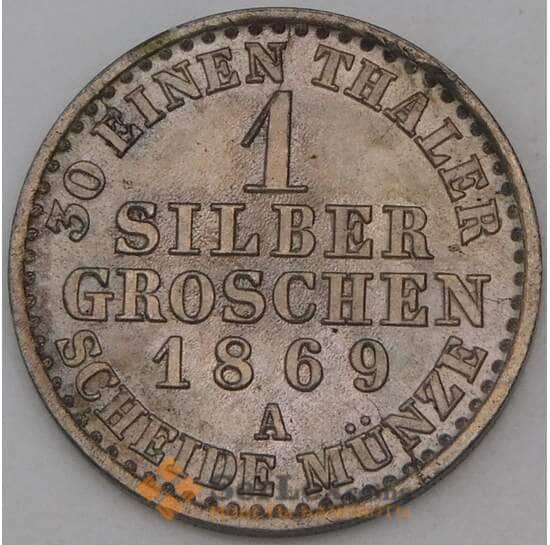 30 EINEN THALER
1
SILBER
GROSCHEN
1869
A
SCHEIDE MÜNZE